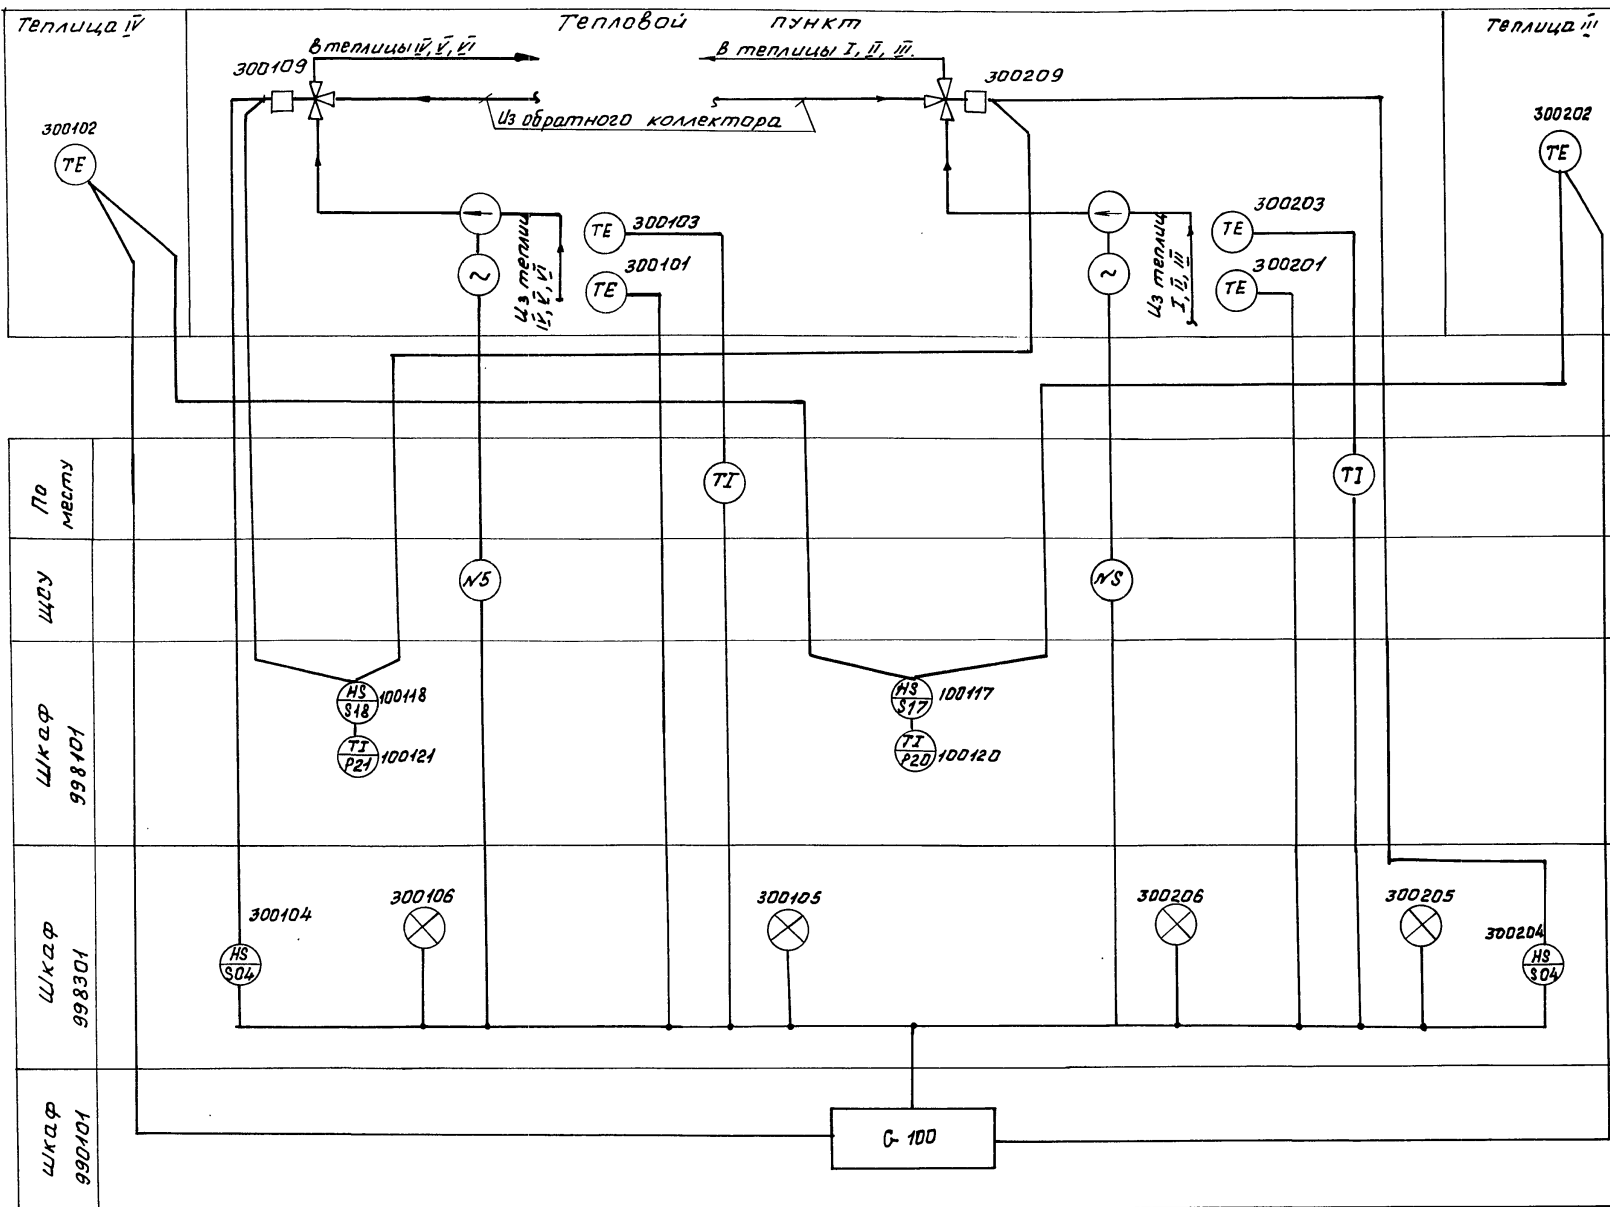 Теплица IV
Тепловой пункт
Теплица III
В теплицы IV, V, VI
В теплицы I, II, III.
300109
300209
Из обратного коллектора
300102
TE
300202
TE
TE
300103
TE
300203
~
~
TE
300101
TE
300201
Из теплиц
IV, V, VI
Из теплиц
I, II, III
По
месту
TI
TI
ЩСУ
N5
NS
Шкаф
998101
HS
S18
100118
HS
S17
100117
TI
P21
100121
TI
P20
100120
Шкаф
998301
300104
300106
300105
300206
300205
300204
HS
S04
HS
S04
Шкаф
990101
G-100